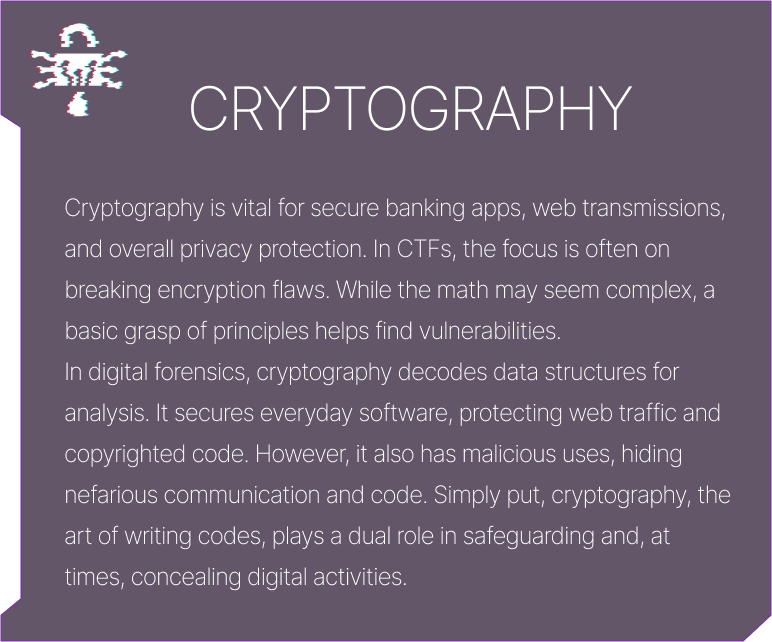 CRYPTOGRAPHY
Cryptography is vital for secure banking apps, web transmissions,
and overall privacy protection. In CTFs, the focus is often on
breaking encryption flaws. While the math may seem complex, a
basic grasp of principles helps find vulnerabilities.
In digital forensics, cryptography decodes data structures for
analysis. It secures everyday software, protecting web traffic and
copyrighted code. However, it also has malicious uses, hiding
nefarious communication and code. Simply put, cryptography, the
art of writing codes, plays a dual role in safeguarding and, at
times, concealing digital activities.